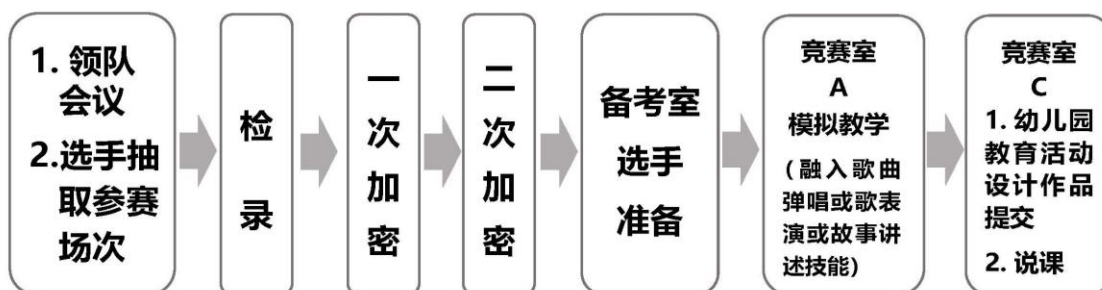 1. 领队
会议
2.选手抽
取参赛
场次
检
录
一
次
加
密
二
次
加
密
备考室
选手
准备
竞赛室
A
模拟教学
(融入歌曲
弹唱或歌表
演或故事讲
述技能)
竞赛室
C
1. 幼儿园
教育活动
设计作品
提交
2. 说课